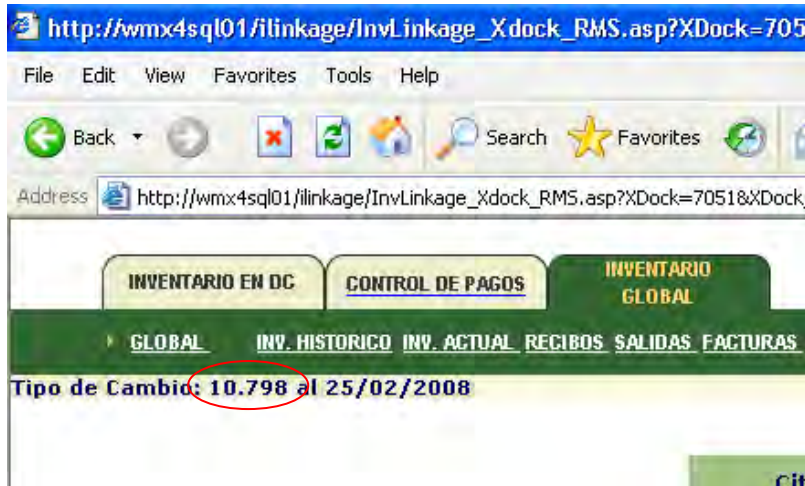 http://wmx4sql01/ilinkage/InvLinkage_Xdock_RMS.asp?XDock=705
File Edit View Favorites Tools Help
Back Search Favorites
Address http://wmx4sql01/ilinkage/InvLinkage_Xdock_RMS.asp?XDock=7051&XDock_
INVENTARIO EN DC CONTROL DE PAGOS INVENTARIO
GLOBAL
GLOBAL INV. HISTORICO INV. ACTUAL RECIBOS SALIDAS FACTURAS
Tipo de Cambio: 10.798 al 25/02/2008
Cit